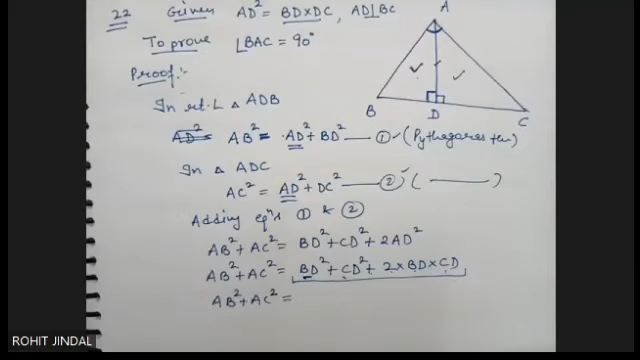 22 Given AD² = BD×DC, AD⊥BC
To prove ∠BAC = 90°
Proof:-
In rt.∠ △ ADB
AD² AB² = AD² + BD² — ① (Pythagoras thm)
In △ ADC
AC² = AD² + DC² — ② ( — )
Adding eqⁿs ① & ②
AB² + AC² = BD² + CD² + 2AD²
AB² + AC² = BD² + CD² + 2×BD×CD
AB² + AC² =
A
B
D
C
ROHIT JINDAL